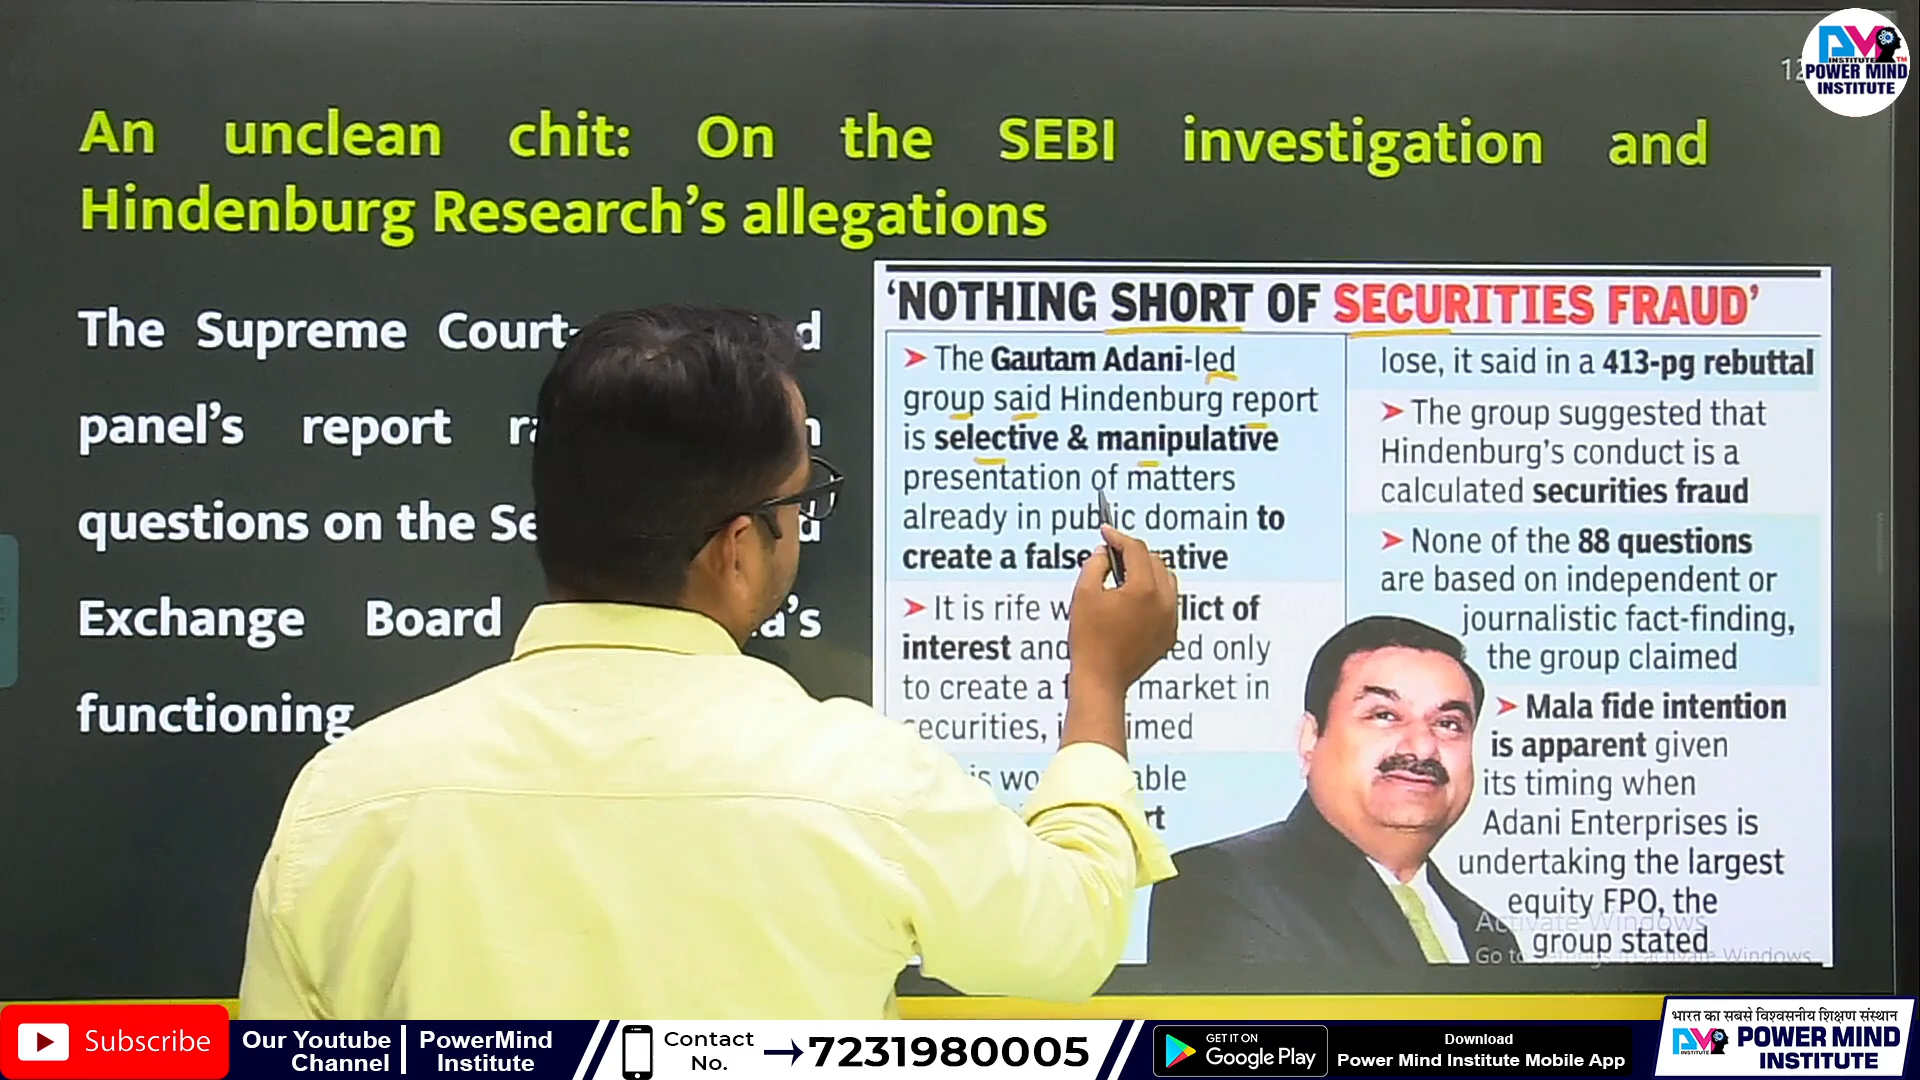 An unclean chit: On the SEBI investigation and
Hindenburg Research's allegations
The Supreme Court-
panel's report
questions on the
Exchange Board
functioning
'NOTHING SHORT OF SECURITIES FRAUD'
➤ The Gautam Adani-led
group said Hindenburg report
is selective & manipulative
presentation of matters
already in public domain to
create a false
➤ It is rife
interest and only
to create a market in
securities,
lose, it said in a 413-pg rebuttal
➤ The group suggested that
Hindenburg's conduct is a
calculated securities fraud
➤ None of the 88 questions
are based on independent or
journalistic fact-finding,
the group claimed
➤ Mala fide intention
is apparent given
its timing when
Adani Enterprises is
undertaking the largest
equity FPO, the
group stated
Activate Windows
POWER MIND
INSTITUTE
Subscribe
Our Youtube
Channel
PowerMind
Institute
Contact
No.
→7231980005
GET IT ON
Google Play
Download
Power Mind Institute Mobile App
भारत का सबसे विश्वसनीय शिक्षण संस्थान
INSTITUTE
POWER MIND
INSTITUTE